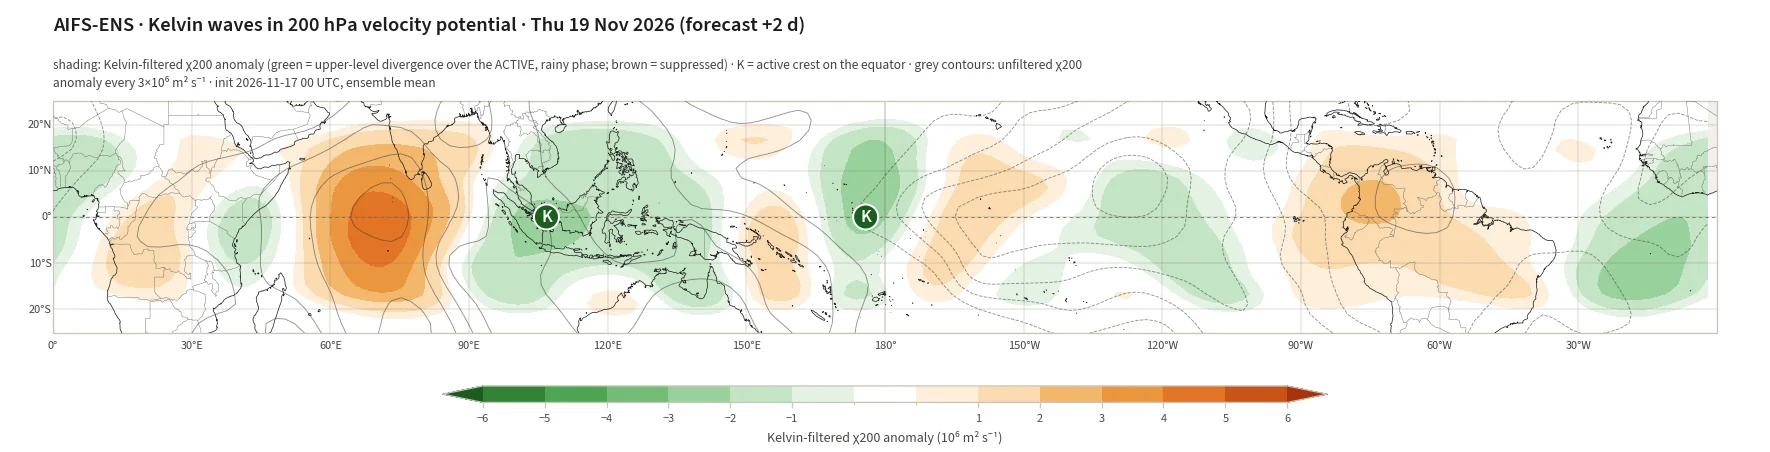 AIFS-ENS · Kelvin waves in 200 hPa velocity potential · Thu 19 Nov 2026 (forecast +2 d)
shading: Kelvin-filtered χ200 anomaly (green = upper-level divergence over the ACTIVE, rainy phase; brown = suppressed) · K = active crest on the equator · grey contours: unfiltered χ200
anomaly every 3×10⁶ m² s⁻¹ · init 2026-11-17 00 UTC, ensemble mean
20°N
10°N
0°
10°S
20°S
K K
0° 30°E 60°E 90°E 120°E 150°E 180° 150°W 120°W 90°W 60°W 30°W
−6 −5 −4 −3 −2 −1 1 2 3 4 5 6
Kelvin-filtered χ200 anomaly (10⁶ m² s⁻¹)